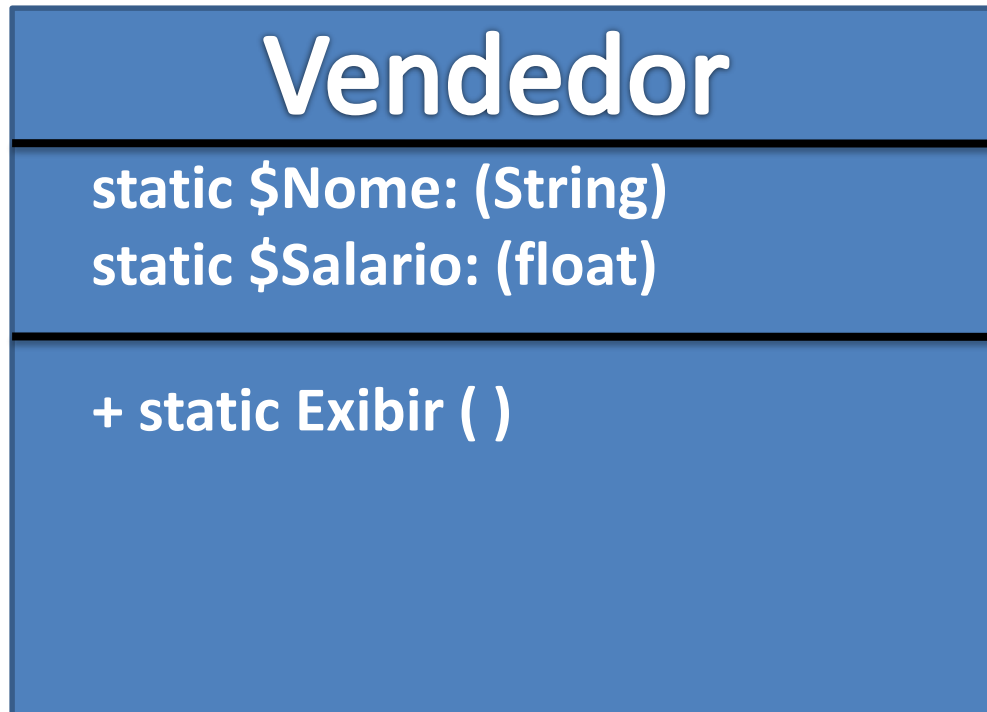 Vendedor
static $Nome: (String)
static $Salario: (float)
+ static Exibir ( )